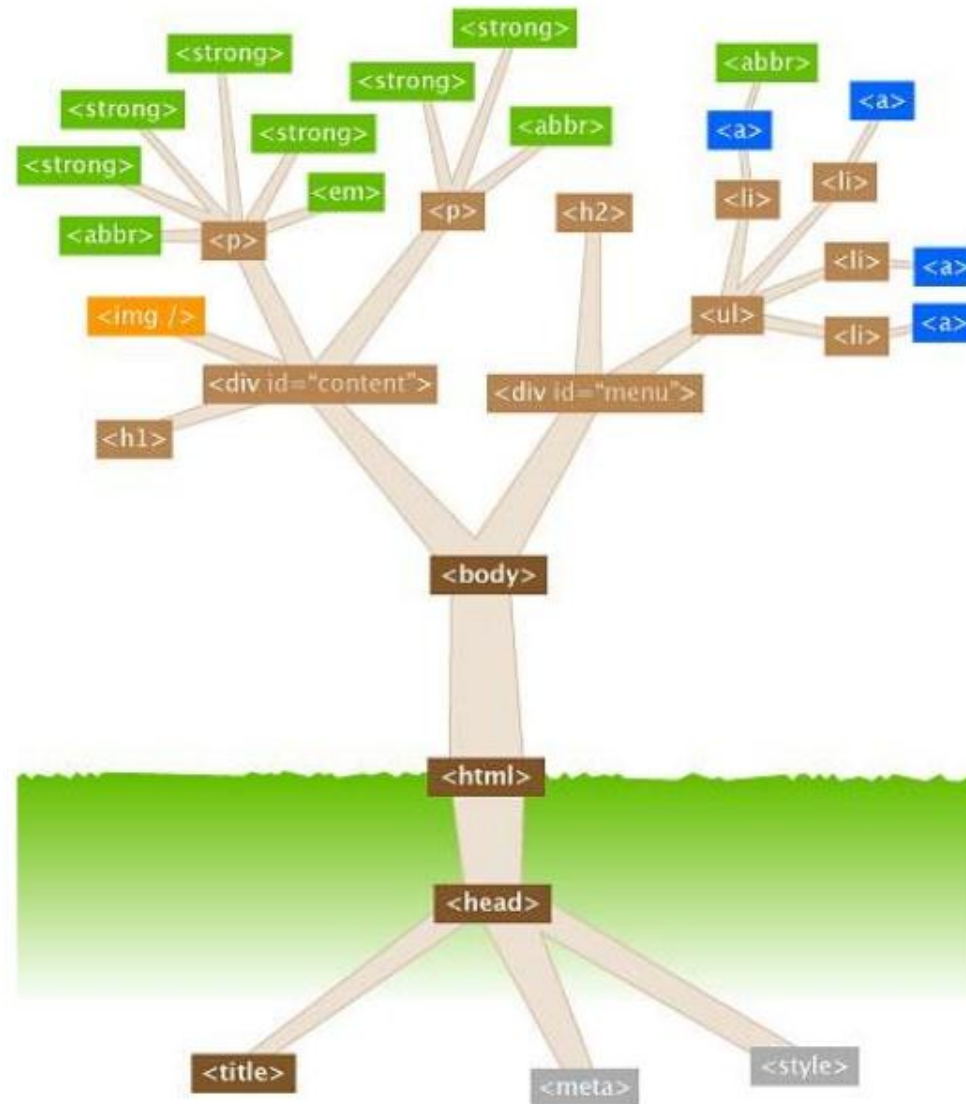 <strong>
<strong>
<strong>
<strong>
<abbr>
<a>
<strong>
<a>
<strong>
<abbr>
<strong>
<em>
<li>
<li>
<abbr>
<p>
<p>
<h2>
<li>
<a>
<img />
<ul>
<li>
<a>
<div id="content">
<div id="menu">
<h1>
<body>
<html>
<head>
<title>
<meta>
<style>